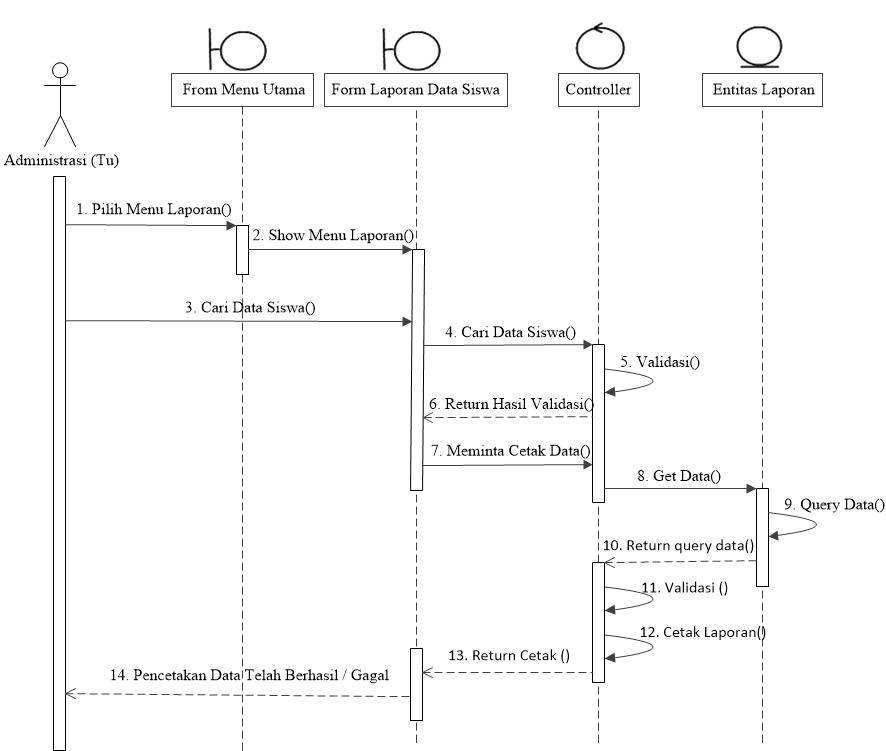 From Menu Utama
Form Laporan Data Siswa
Controller
Entitas Laporan
Administrasi (Tu)
1. Pilih Menu Laporan()
2. Show Menu Laporan()
3. Cari Data Siswa()
4. Cari Data Siswa()
5. Validasi()
6. Return Hasil Validasi()
7. Meminta Cetak Data()
8. Get Data()
9. Query Data()
10. Return query data()
11. Validasi ()
12. Cetak Laporan()
13. Return Cetak ()
14. Pencetakan Data Telah Berhasil / Gagal